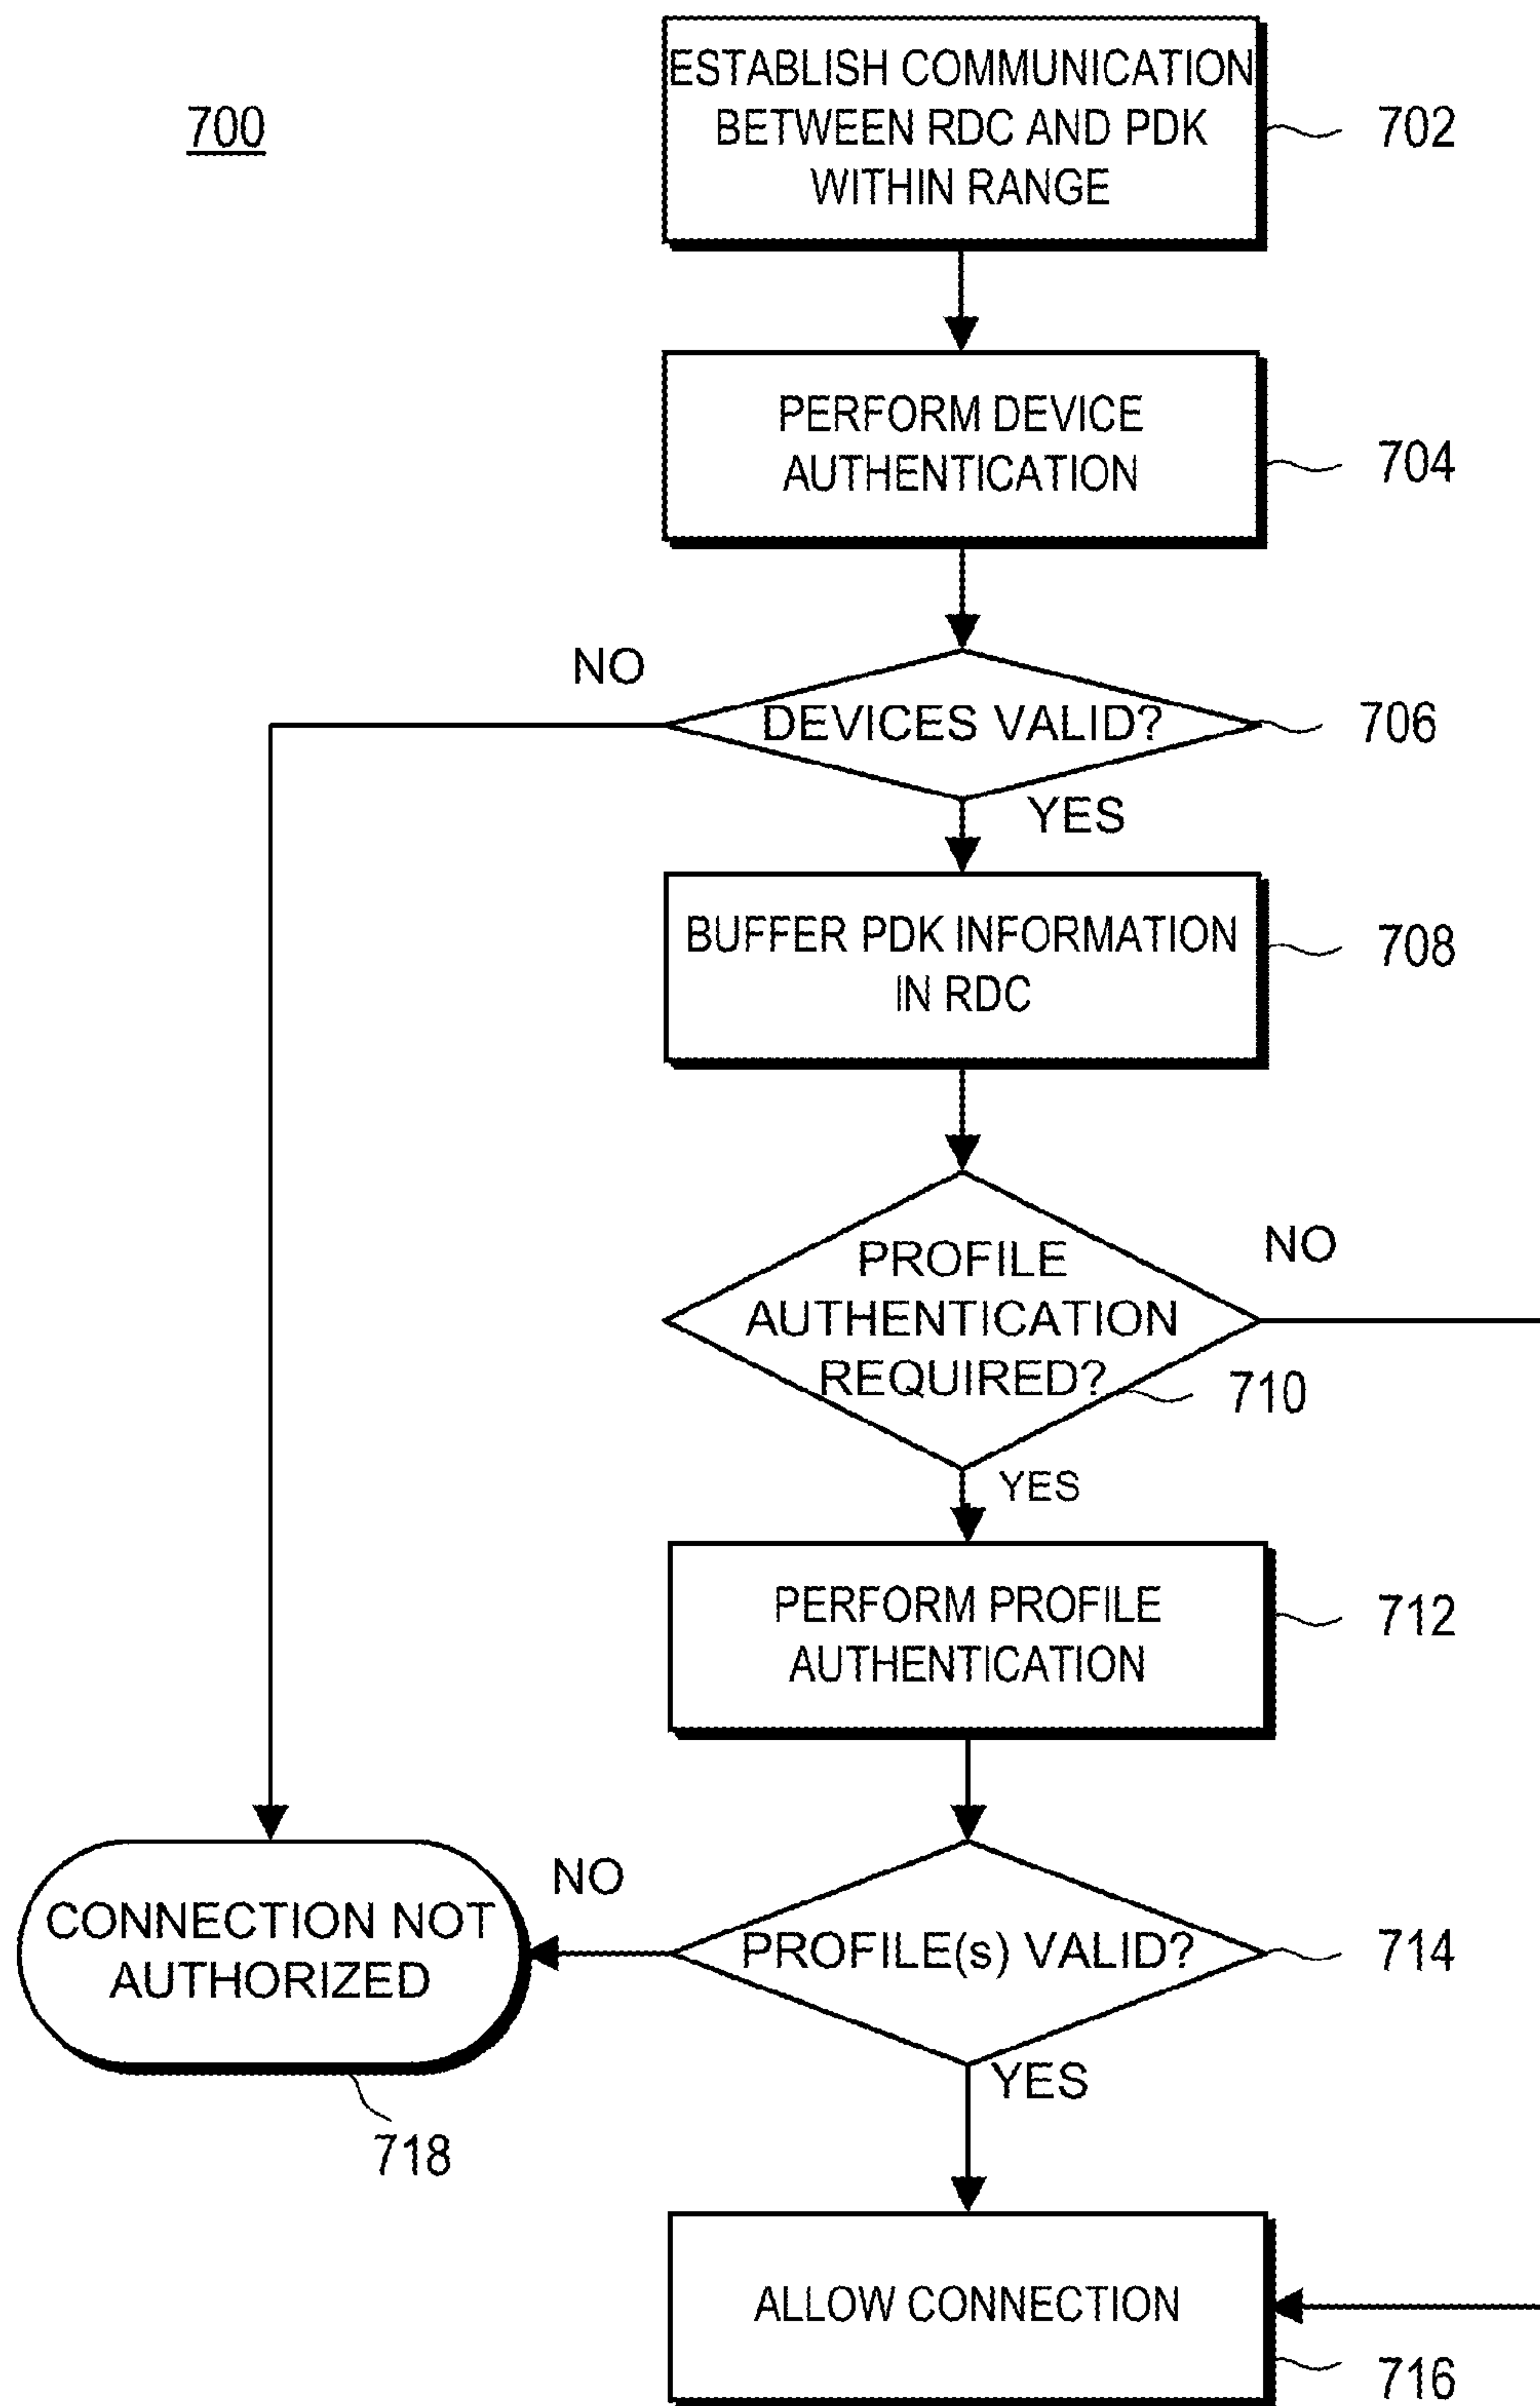 700
ESTABLISH COMMUNICATION
BETWEEN RDC AND PDK
WITHIN RANGE
702
PERFORM DEVICE
AUTHENTICATION
704
NO
DEVICES VALID?
706
YES
BUFFER PDK INFORMATION
IN RDC
708
PROFILE
AUTHENTICATION
REQUIRED?
NO
710
YES
PERFORM PROFILE
AUTHENTICATION
712
CONNECTION NOT
AUTHORIZED
NO
PROFILE(s) VALID?
714
718
YES
ALLOW CONNECTION
716